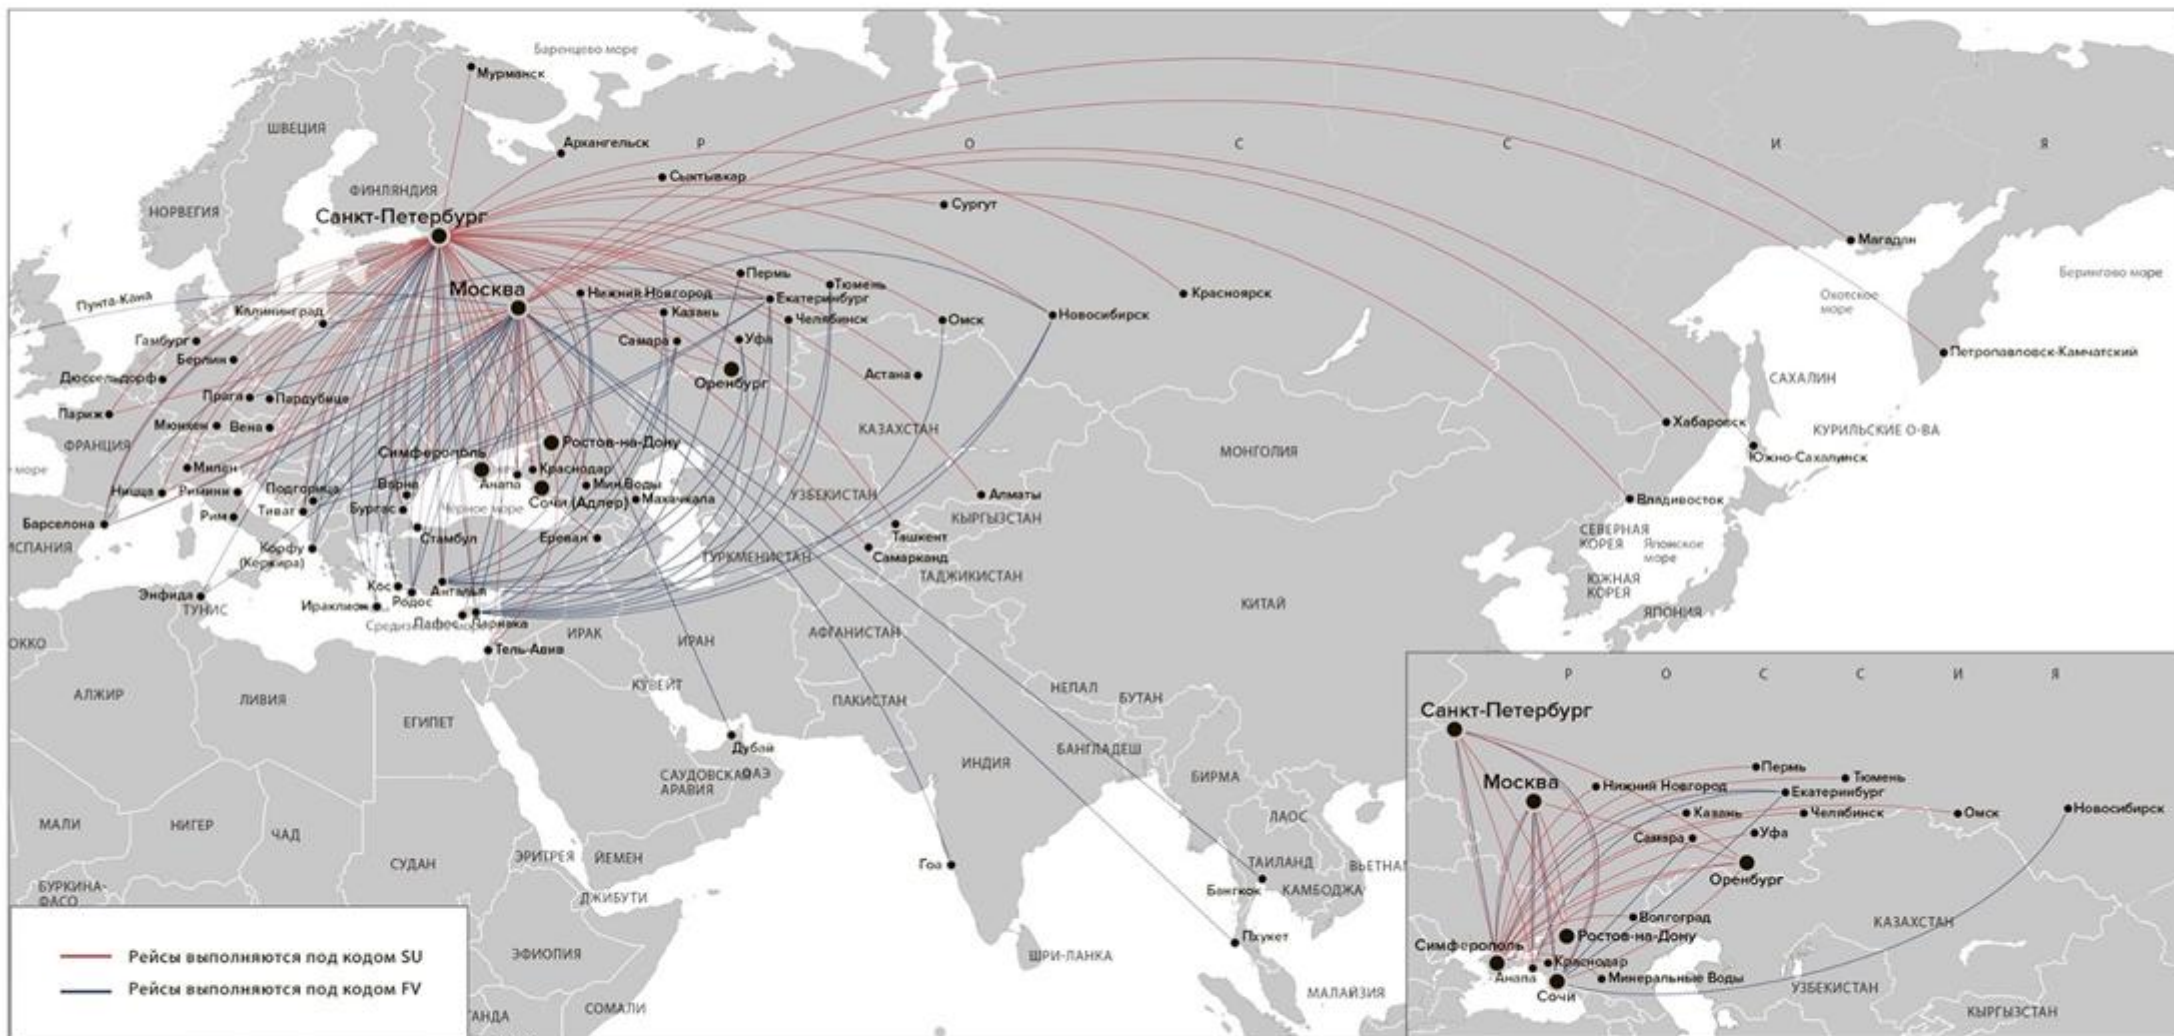 Баренцево море
Мурманск
ШВЕЦИЯ
Архангельск
Р
О
С
С
И
Я
Сыктывкар
ФИНЛЯНДИЯ
НОРВЕГИЯ
Санкт-Петербург
Сургут
Магадан
Берингово море
Охотское
море
Пермь
Тюмень
Москва
Нижний Новгород
Екатеринбург
Красноярск
Пунта-Кана
Калининград
Казань
Челябинск
Омск
Новосибирск
Гамбург
Самара
Уфа
Берлин
Петропавловск-Камчатский
Дюссельдорф
Оренбург
Астана
САХАЛИН
Прага
Пардубице
Париж
Мюнхен
Вена
Хабаровск
КУРИЛЬСКИЕ О-ВА
ФРАНЦИЯ
КАЗАХСТАН
МОНГОЛИЯ
Ростов-на-Дону
Симферополь
Южно-Сахалинск
море
Милан
Краснодар
Анапа
Мин.Воды
Ницца
Римини
Подгорица
Варна
Сочи (Адлер)
Махачкала
УЗБЕКИСТАН
Алматы
Владивосток
Тиват
Бургас
Черное море
Рим
КЫРГЫЗСТАН
Барселона
Стамбул
Ереван
Ташкент
СЕВЕРНАЯ
КОРЕЯ
Японское
море
ИСПАНИЯ
Корфу
(Керкира)
ТУРКМЕНИСТАН
Самарканд
ТАДЖИКИСТАН
ЮЖНАЯ
КОРЕЯ
Энфида
ТУНИС
Кос
Анталья
Родос
Ираклион
КИТАЙ
ЯПОНИЯ
Пафос
Ларнака
ИРАК
ИРАН
АФГАНИСТАН
ОККО
Тель-Авив
АЛЖИР
ЛИВИЯ
ЕГИПЕТ
КУВЕЙТ
ПАКИСТАН
НЕПАЛ
БУТАН
Дубай
САУДОВСКАЯ
АРАВИЯ
ОАЭ
ИНДИЯ
БАНГЛАДЕШ
БИРМА
МАЛИ
НИГЕР
ЧАД
СУДАН
ЭРИТРЕЯ
ЙЕМЕН
ЛАОС
Гоа
ТАИЛАНД
ВЬЕТНАМ
Бангкок
КАМБОДЖА
БУРКИНА-
ФАСО
ДЖИБУТИ
Пхукет
ЭФИОПИЯ
ШРИ-ЛАНКА
МАЛАЙЗИЯ
СОМАЛИ
АНДА
Рейсы выполняются под кодом SU
Рейсы выполняются под кодом FV
Р
О
С
С
И
Я
Санкт-Петербург
Москва
Пермь
Тюмень
Нижний Новгород
Екатеринбург
Казань
Челябинск
Омск
Новосибирск
Самара
Уфа
Оренбург
Волгоград
КАЗАХСТАН
Ростов-на-Дону
Симферополь
Краснодар
Анапа
Минеральные Воды
Сочи
УЗБЕКИСТАН
КЫРГЫЗСТАН